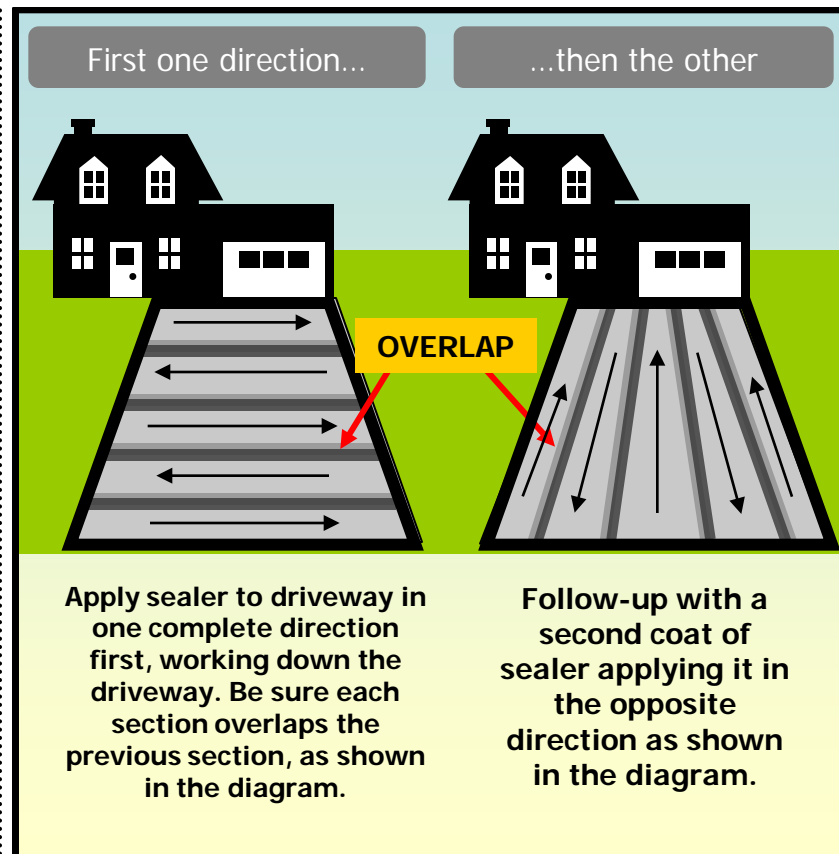 First one direction...
...then the other
OVERLAP
Apply sealer to driveway in
one complete direction
first, working down the
driveway. Be sure each
section overlaps the
previous section, as shown
in the diagram.
Follow-up with a
second coat of
sealer applying it in
the opposite
direction as shown
in the diagram.